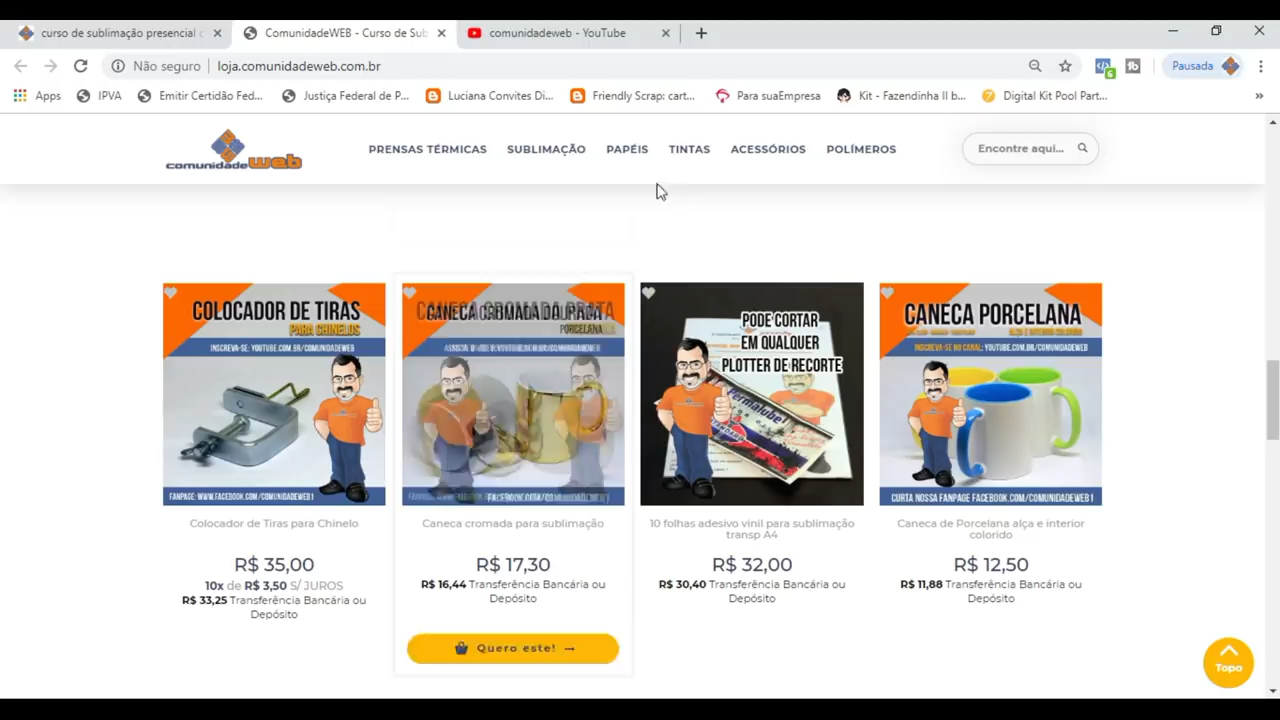 curso de sublimação presencial c
ComunidadeWEB - Curso de Sub
comunidadeweb - YouTube
Não seguro
loja.comunidadeweb.com.br
Pausada
Apps
IPVA
Emitir Certidão Fed...
Justiça Federal de P...
Luciana Convites Di...
Friendly Scrap: cart...
Para suaEmpresa
Kit - Fazendinha II b...
Digital Kit Pool Part...
comunidadeweb
PRENSAS TÉRMICAS
SUBLIMAÇÃO
PAPÉIS
TINTAS
ACESSÓRIOS
POLÍMEROS
Encontre aqui...
COLOCADOR DE TIRAS
PARA CHINELOS
INSCREVA-SE: YOUTUBE.COM.BR/COMUNIDADEWEB
FANPAGE: WWW.FACEBOOK.COM/COMUNIDADEWEB1
Colocador de Tiras para Chinelo
R$ 35,00
10x de R$ 3,50 S/ JUROS
R$ 33,25 Transferência Bancária ou
Depósito
PORCELANA
Caneca cromada para sublimação
R$ 17,30
R$ 16,44 Transferência Bancária ou
Depósito
Quero este! →
PODE CORTAR
EM QUALQUER
PLOTTER DE RECORTE
10 folhas adesivo vinil para sublimação
transp A4
R$ 32,00
R$ 30,40 Transferência Bancária ou
Depósito
CANECA PORCELANA
ALÇA E INTERIOR COLORIDO
INSCREVA-SE NO CANAL: YOUTUBE.COM.BR/COMUNIDADEWEB
CURTA NOSSA FANPAGE FACEBOOK.COM/COMUNIDADEWEB1
Caneca de Porcelana alça e interior
colorido
R$ 12,50
R$ 11,88 Transferência Bancária ou
Depósito
Topo